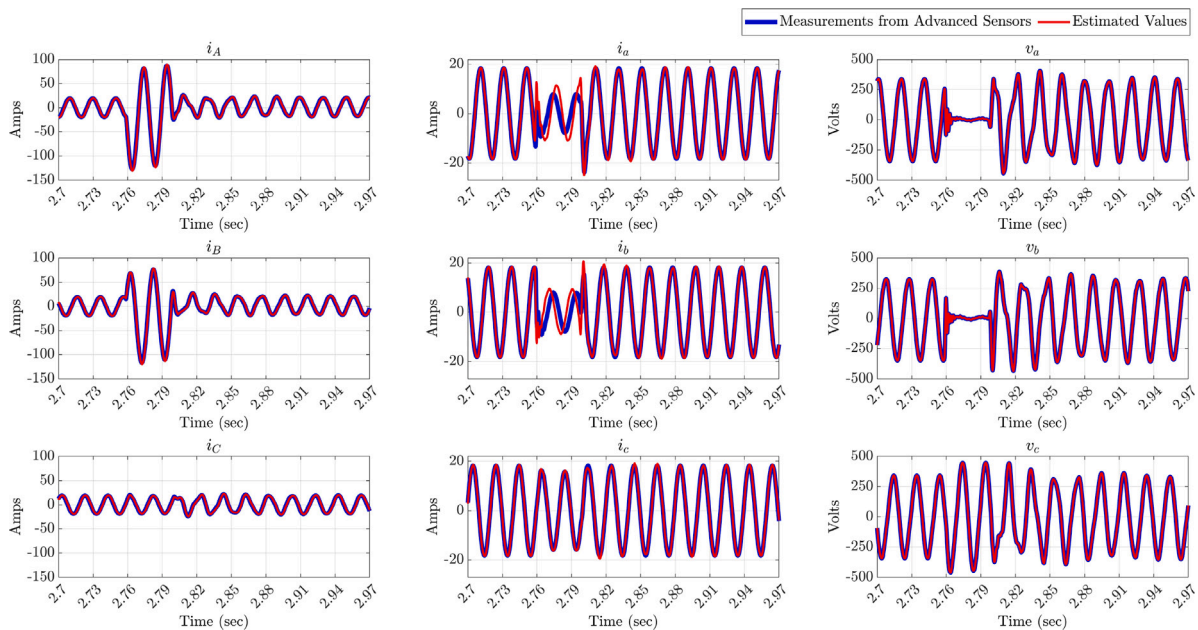 Measurements from Advanced Sensors Estimated Values
i_A
100
50
0
-50
-100
-150
Amps
2.7 2.73 2.76 2.79 2.82 2.85 2.88 2.91 2.94 2.97
Time (sec)
i_a
20
0
-20
Amps
2.7 2.73 2.76 2.79 2.82 2.85 2.88 2.91 2.94 2.97
Time (sec)
v_a
500
250
0
-250
-500
Volts
2.7 2.73 2.76 2.79 2.82 2.85 2.88 2.91 2.94 2.97
Time (sec)
i_B
100
50
0
-50
-100
-150
Amps
2.7 2.73 2.76 2.79 2.82 2.85 2.88 2.91 2.94 2.97
Time (sec)
i_b
20
0
-20
Amps
2.7 2.73 2.76 2.79 2.82 2.85 2.88 2.91 2.94 2.97
Time (sec)
v_b
500
250
0
-250
500
Volts
2.7 2.73 2.76 2.79 2.82 2.85 2.88 2.91 2.94 2.97
Time (sec)
i_C
100
50
0
-50
-100
-150
Amps
2.7 2.73 2.76 2.79 2.82 2.85 2.88 2.91 2.94 2.97
Time (sec)
i_c
20
0
-20
Amps
2.7 2.73 2.76 2.79 2.82 2.85 2.88 2.91 2.94 2.97
Time (sec)
v_c
500
250
0
-250
500
Volts
2.7 2.73 2.76 2.79 2.82 2.85 2.88 2.91 2.94 2.97
Time (sec)